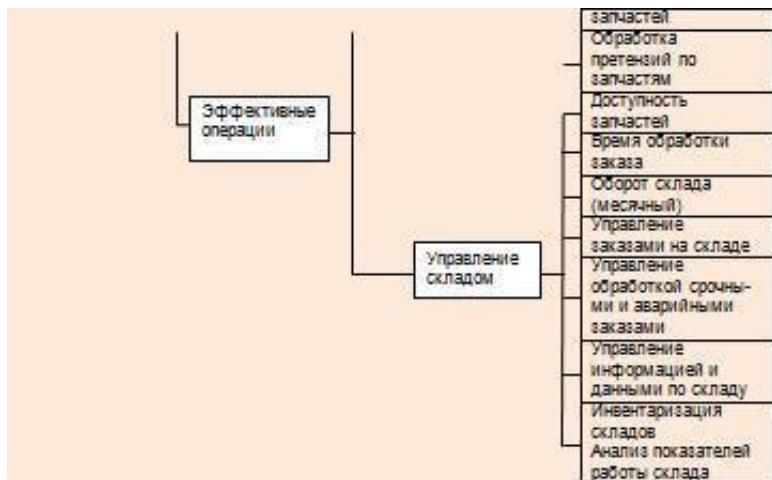 запчастей
Обработка
претензий по
запчастям
Эффективные
операции
Доступность
запчастей
Время обработки
заказа
Оборот склада
(месячный)
Управление
заказами на складе
Управление
складом
Управление
обработкой срочны-
ми и аварийными
заказами
Управление
информацией и
данными по складу
Инвентаризация
складов
Анализ показателей
работы склада